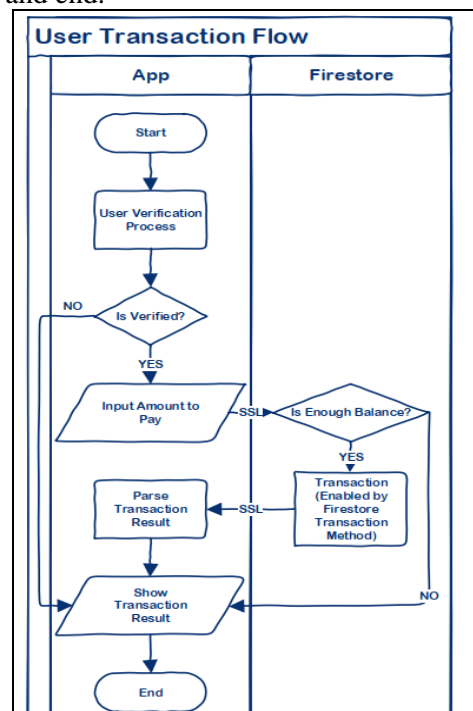 and end.
User Transaction Flow
App
Firestore
Start
User Verification
Process
NO
Is Verified?
YES
Input Amount to
Pay
SSL
Is Enough Balance?
YES
Transaction
(Enabled by
Firestore
Transaction
Method)
SSL
Parse
Transaction
Result
NO
Show
Transaction
Result
End